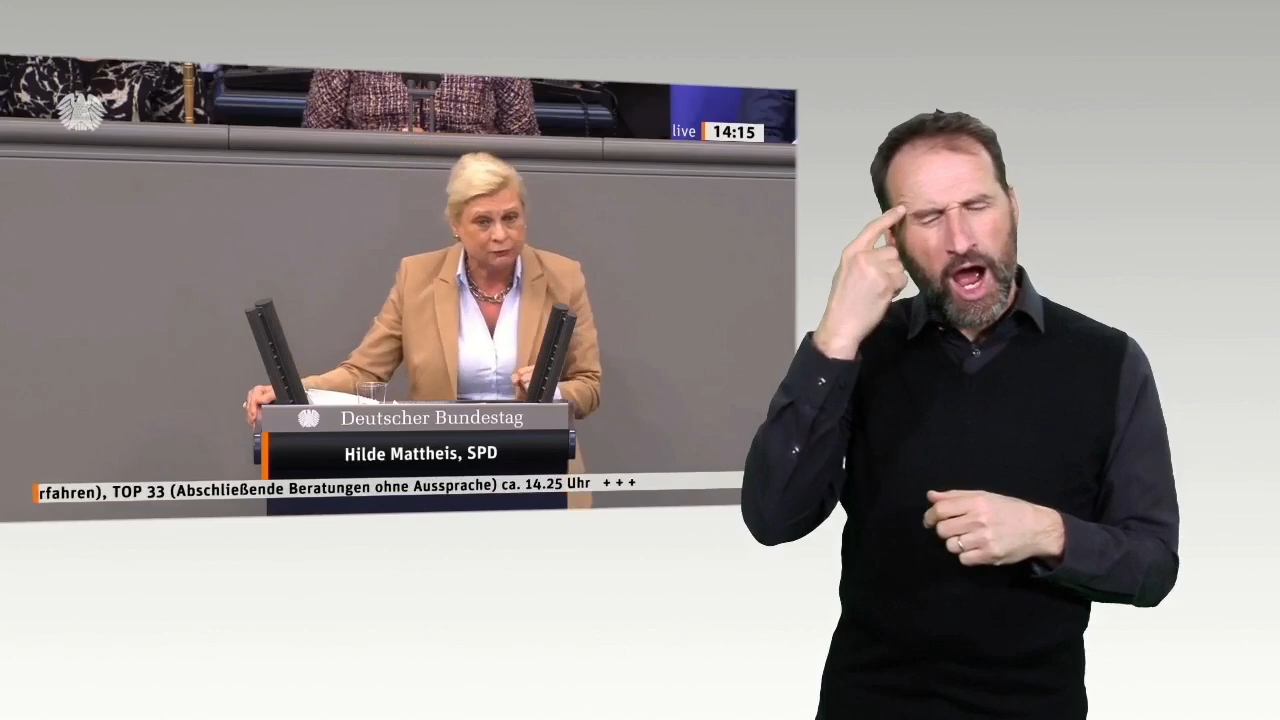 live 14:15
Deutscher Bundestag
Hilde Mattheis, SPD
rfahren), TOP 33 (Abschließende Beratungen ohne Aussprache) ca. 14.25 Uhr +++